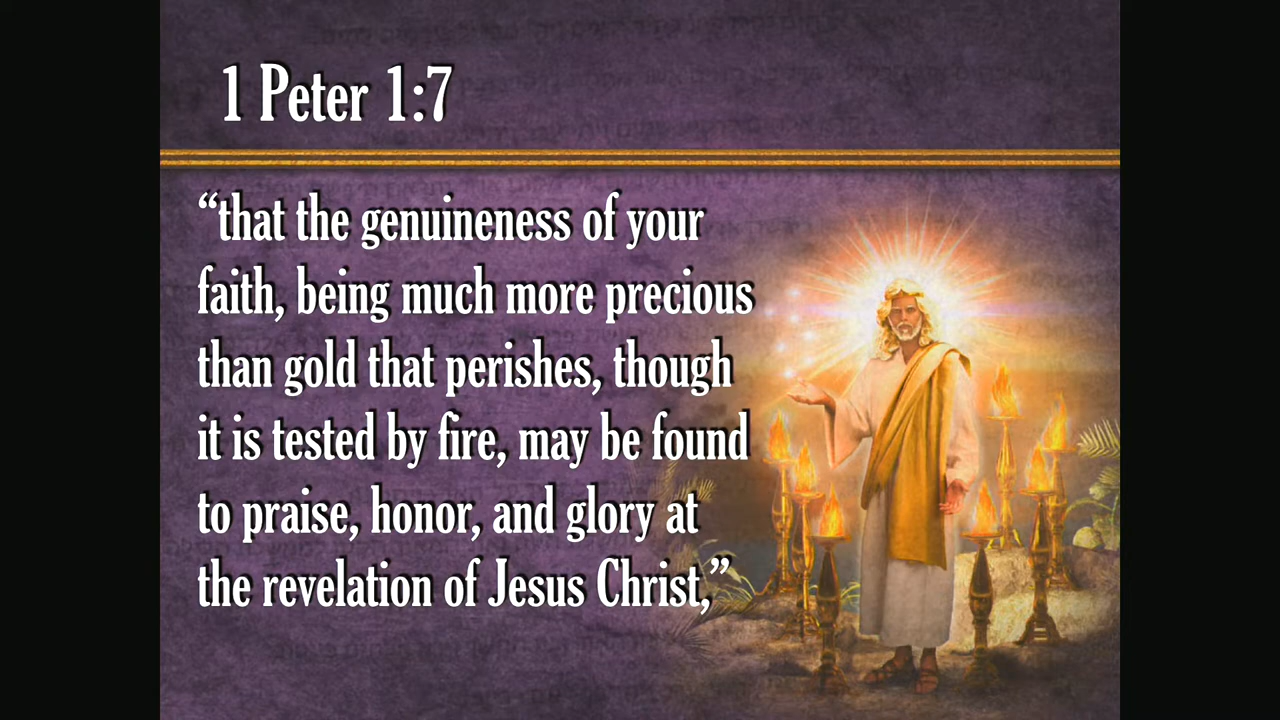 1 Peter 1:7
“that the genuineness of your
faith, being much more precious
than gold that perishes, though
it is tested by fire, may be found
to praise, honor, and glory at
the revelation of Jesus Christ,”